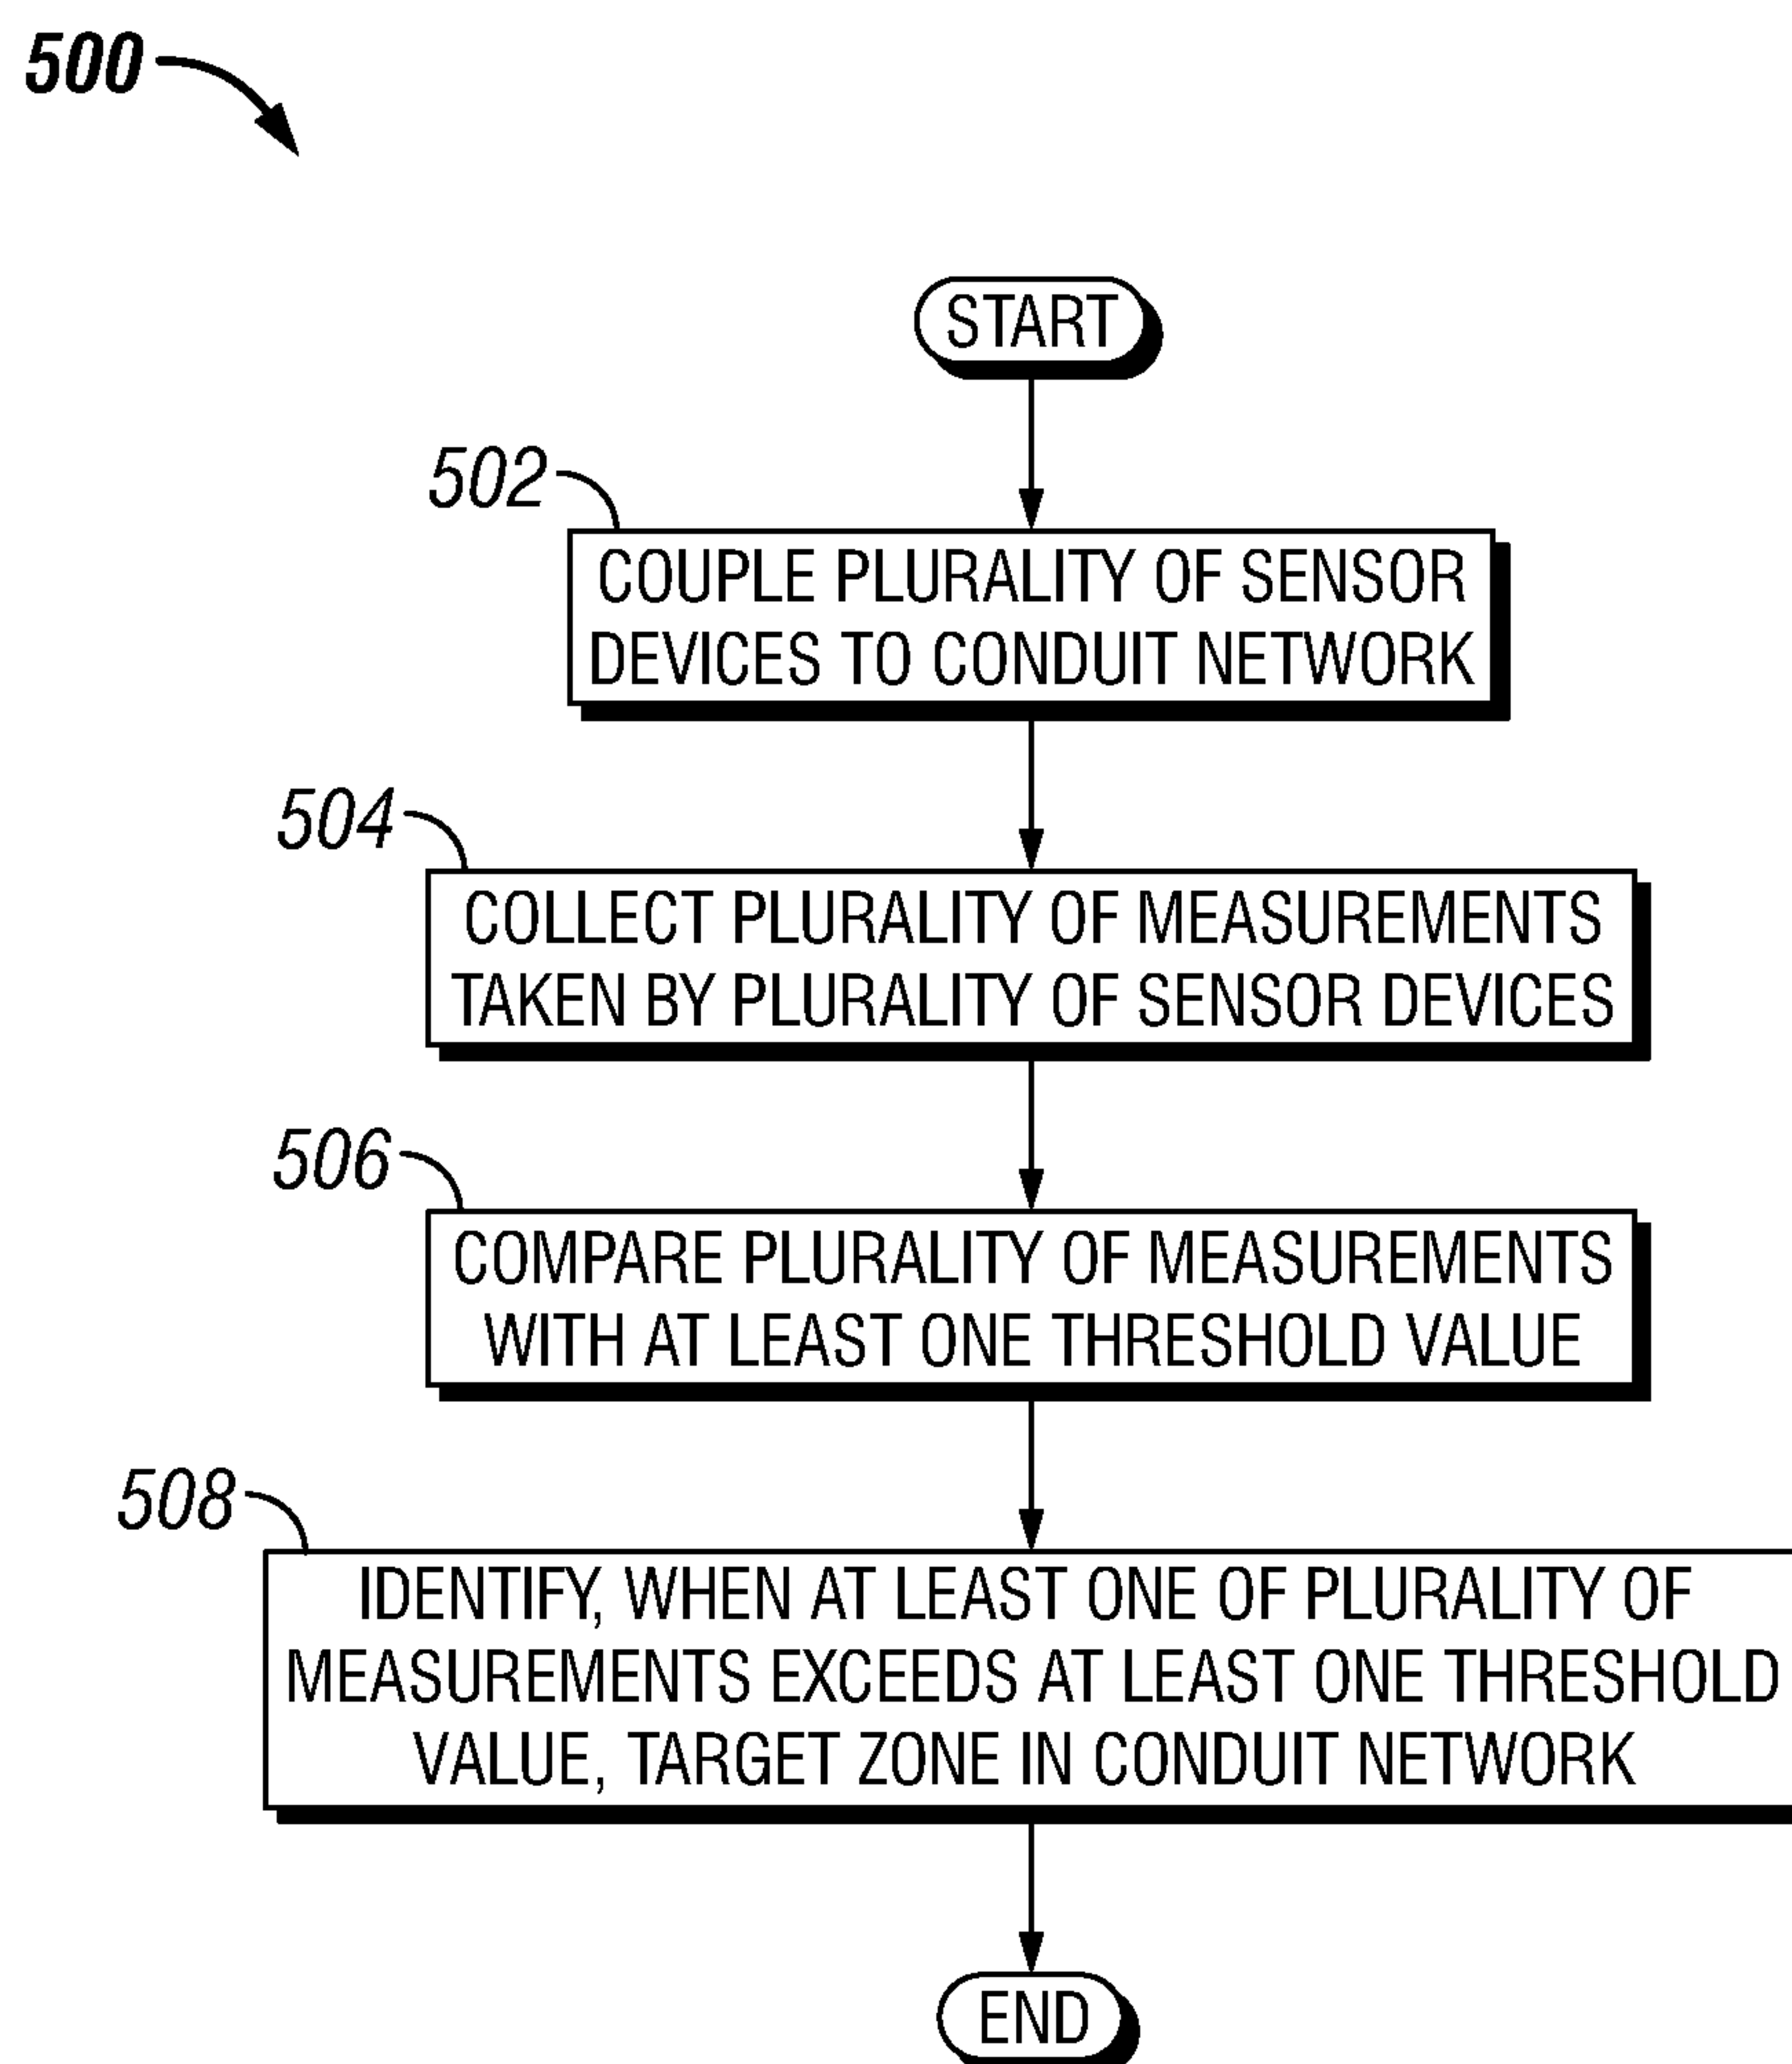 500
START
502
COUPLE PLURALITY OF SENSOR
DEVICES TO CONDUIT NETWORK
504
COLLECT PLURALITY OF MEASUREMENTS
TAKEN BY PLURALITY OF SENSOR DEVICES
506
COMPARE PLURALITY OF MEASUREMENTS
WITH AT LEAST ONE THRESHOLD VALUE
508
IDENTIFY, WHEN AT LEAST ONE OF PLURALITY OF
MEASUREMENTS EXCEEDS AT LEAST ONE THRESHOLD
VALUE, TARGET ZONE IN CONDUIT NETWORK
END